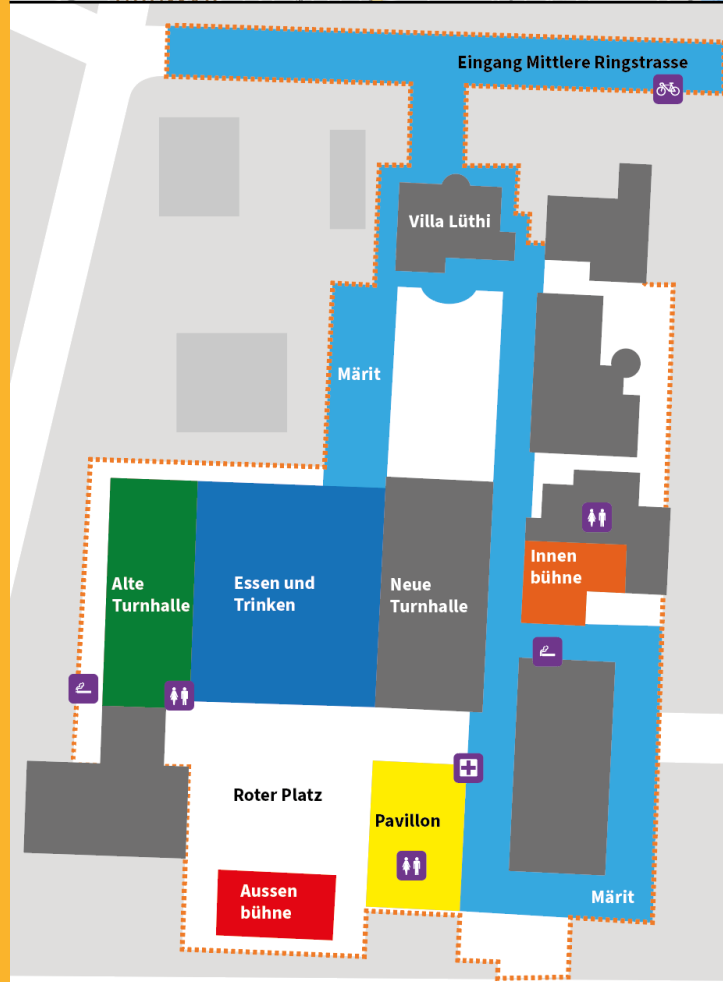 Eingang Mittlere Ringstrasse
Villa Lüthi
Märit
Innen
bühne
Alte
Turnhalle
Essen und
Trinken
Neue
Turnhalle
Roter Platz
Pavillon
Aussen
bühne
Märit